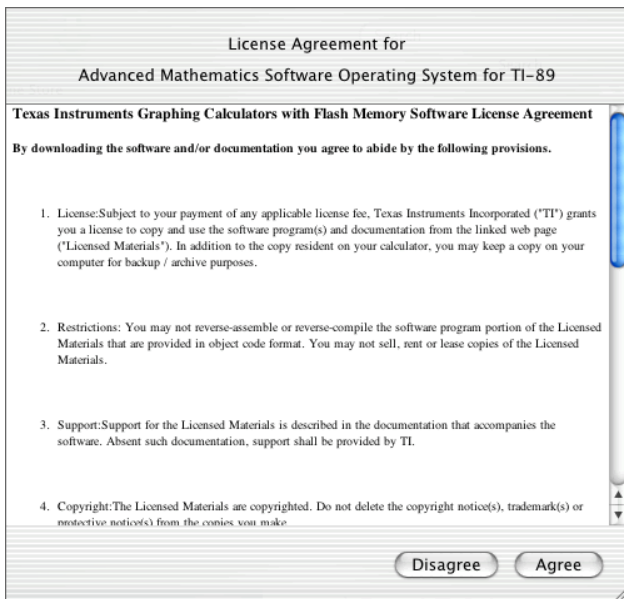 License Agreement for
Advanced Mathematics Software Operating System for TI-89
Texas Instruments Graphing Calculators with Flash Memory Software License Agreement
By downloading the software and/or documentation you agree to abide by the following provisions.
1. License:Subject to your payment of any applicable license fee, Texas Instruments Incorporated ("TI") grants
you a license to copy and use the software program(s) and documentation from the linked web page
("Licensed Materials"). In addition to the copy resident on your calculator, you may keep a copy on your
computer for backup / archive purposes.
2. Restrictions: You may not reverse-assemble or reverse-compile the software program portion of the Licensed
Materials that are provided in object code format. You may not sell, rent or lease copies of the Licensed
Materials.
3. Support:Support for the Licensed Materials is described in the documentation that accompanies the
software. Absent such documentation, support shall be provided by TI.
4. Copyright:The Licensed Materials are copyrighted. Do not delete the copyright notice(s), trademark(s) or
protective notice(s) from the copies you make
Disagree Agree